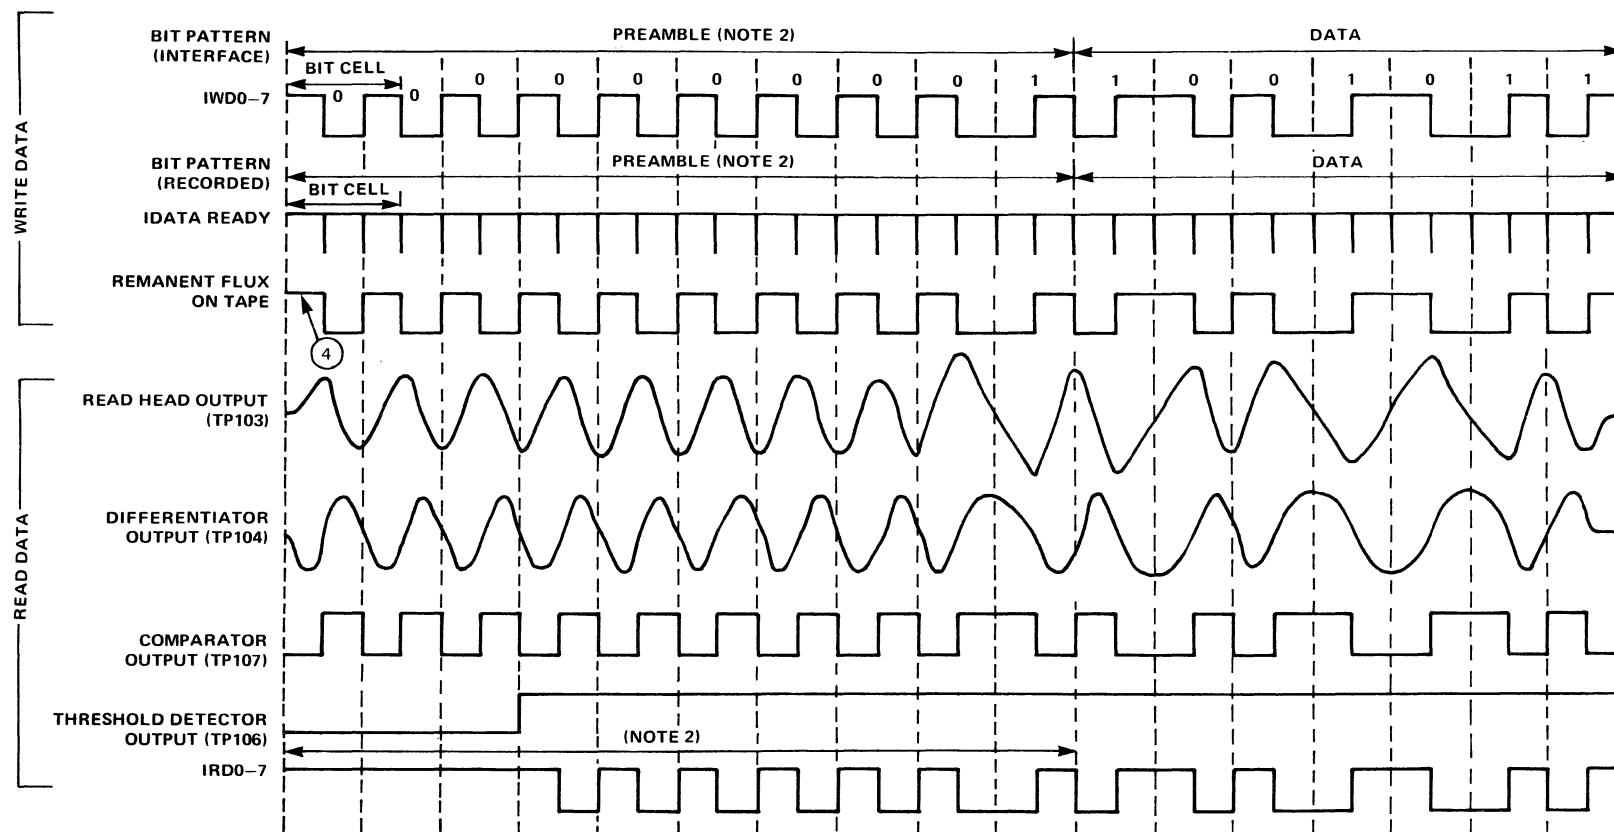 BIT PATTERN
(INTERFACE)
PREAMBLE (NOTE 2)
DATA
BIT CELL
0 0 0 0 0 0 0 0 0 1 1 0 0 1 0 1 1
IWD0–7
WRITE DATA
BIT PATTERN
(RECORDED)
PREAMBLE (NOTE 2)
DATA
BIT CELL
IDATA READY
REMANENT FLUX
ON TAPE
4
READ DATA
READ HEAD OUTPUT
(TP103)
DIFFERENTIATOR
OUTPUT (TP104)
COMPARATOR
OUTPUT (TP107)
THRESHOLD DETECTOR
OUTPUT (TP106)
(NOTE 2)
IRD0–7